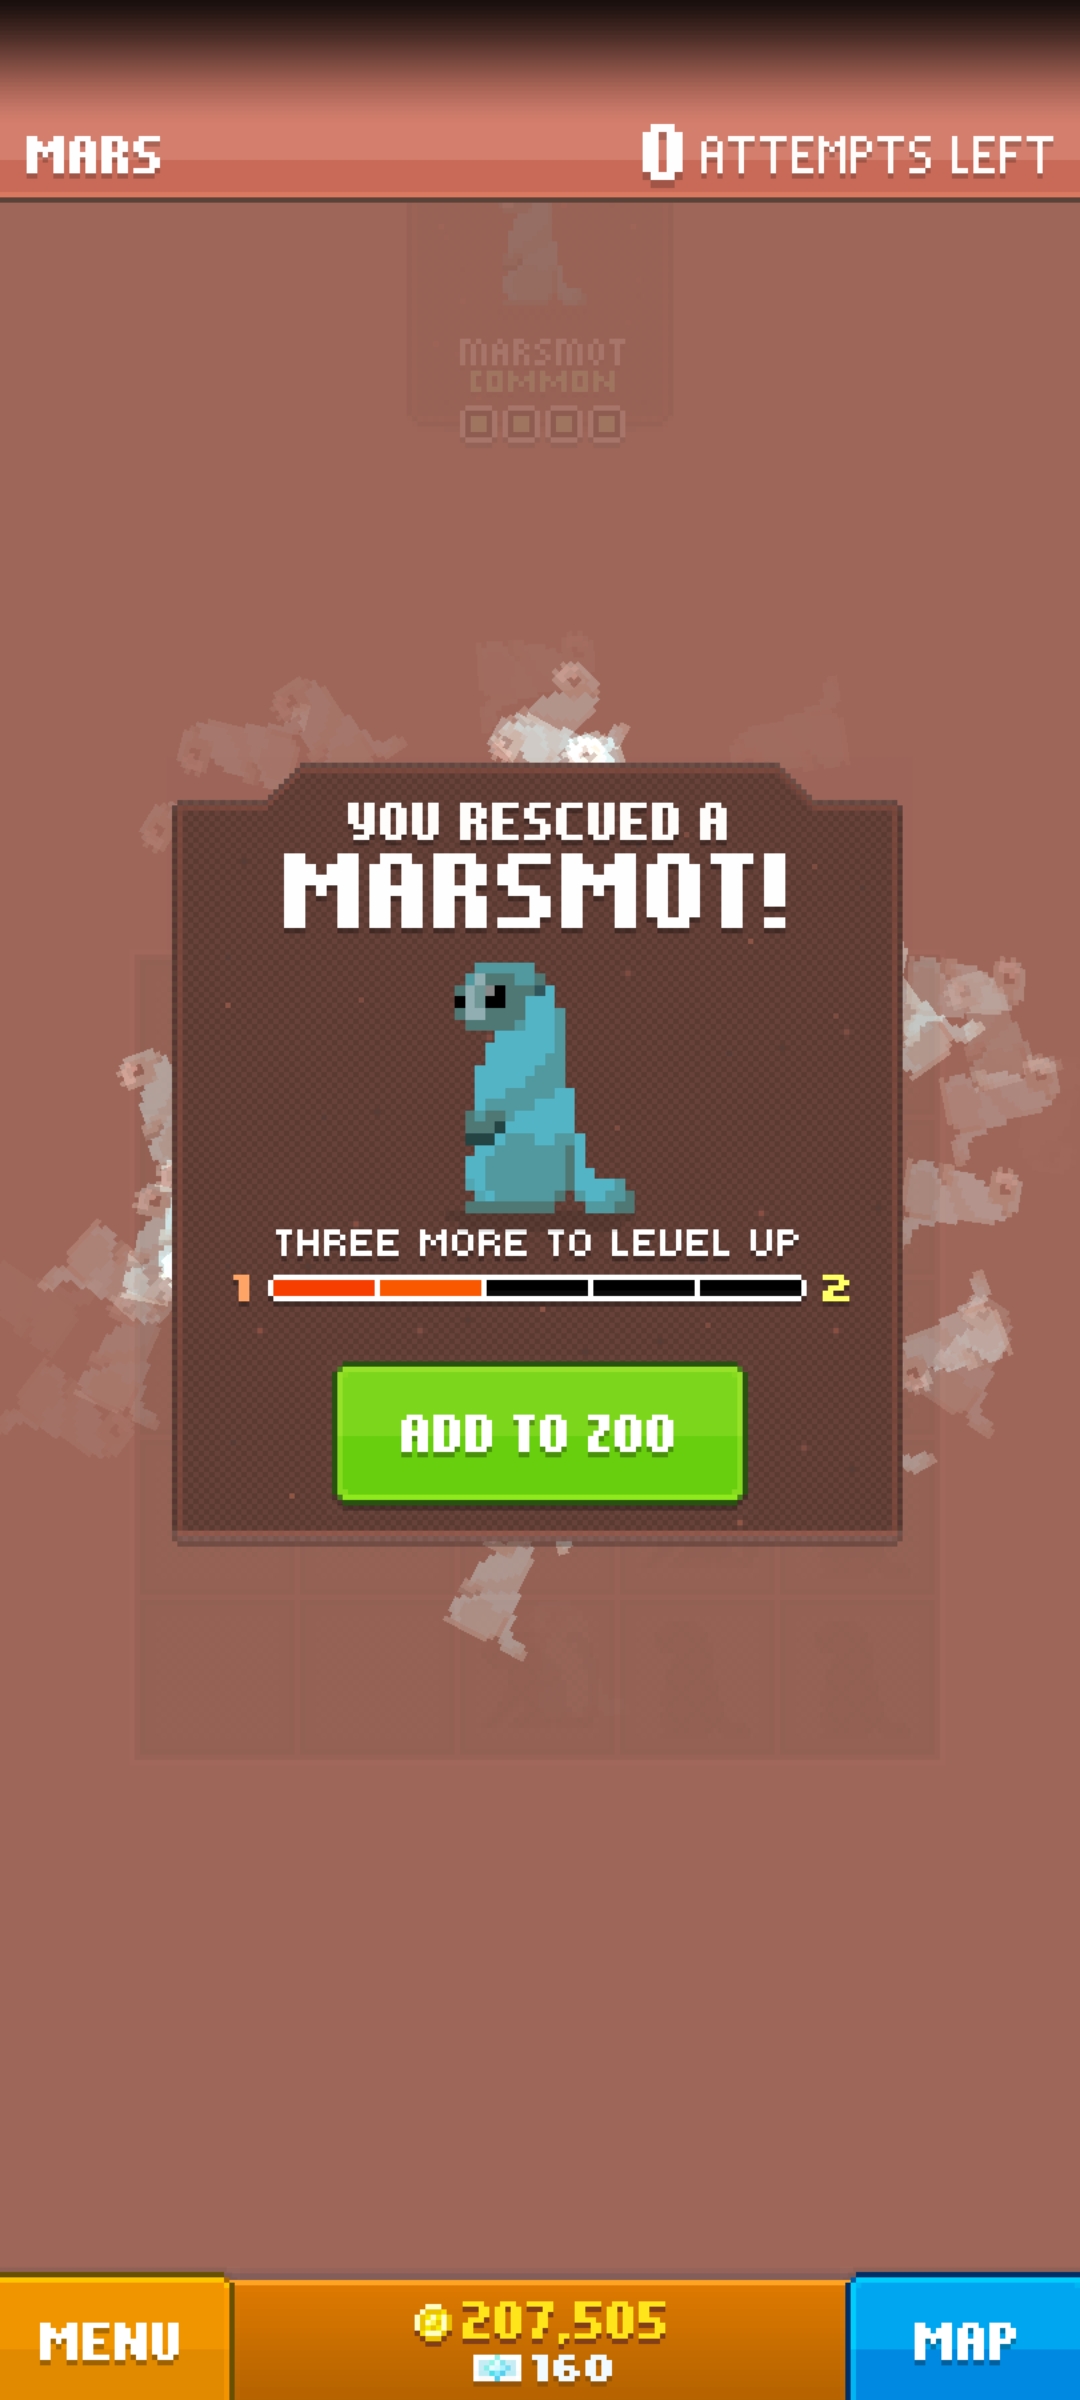 MARS
0 ATTEMPTS LEFT
MARSMOT
COMMON
YOU RESCUED A
MARSMOT!
THREE MORE TO LEVEL UP
1 2
ADD TO ZOO
MENU
207,505
160
MAP